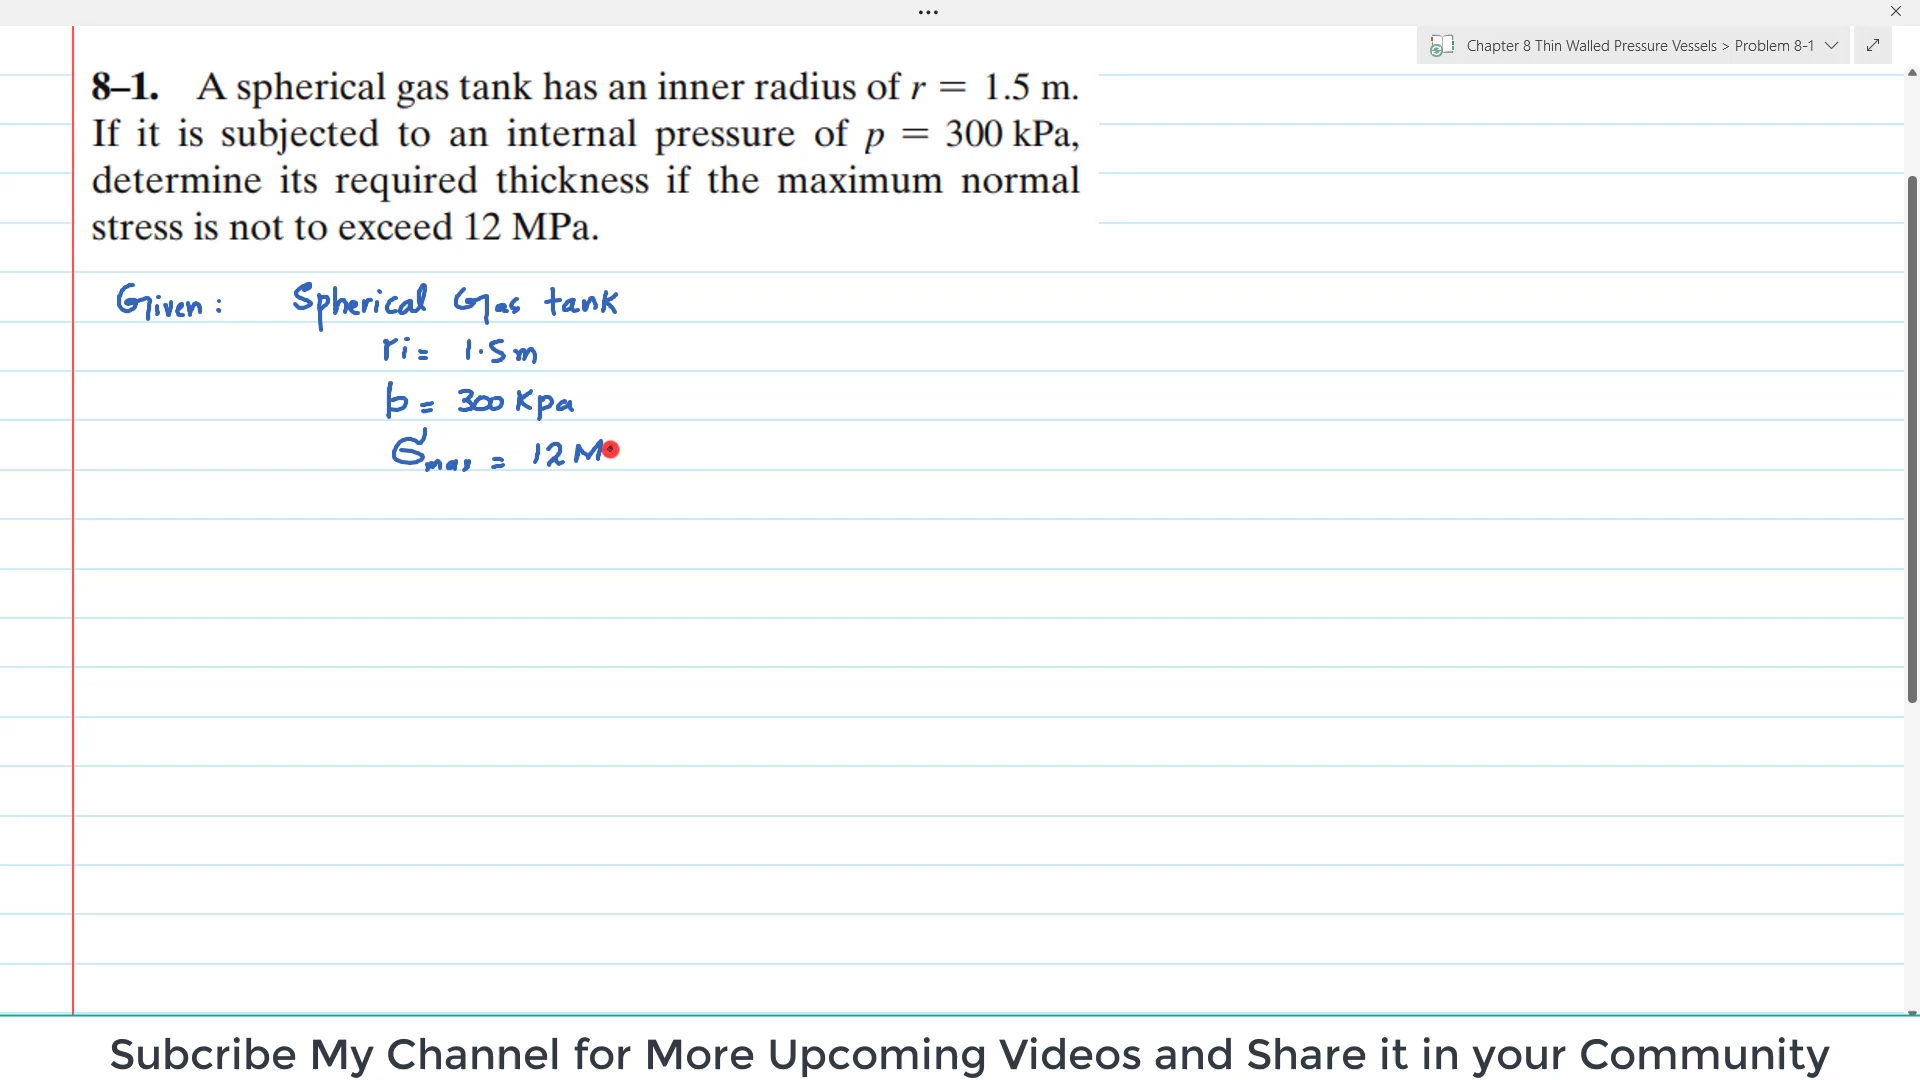 •••
Chapter 8 Thin Walled Pressure Vessels > Problem 8-1
8–1. A spherical gas tank has an inner radius of r = 1.5 m.
If it is subjected to an internal pressure of p = 300 kPa,
determine its required thickness if the maximum normal
stress is not to exceed 12 MPa.
Given: Spherical Gas tank
ri = 1.5m
p = 300 Kpa
σmax = 12 M
Subcribe My Channel for More Upcoming Videos and Share it in your Community